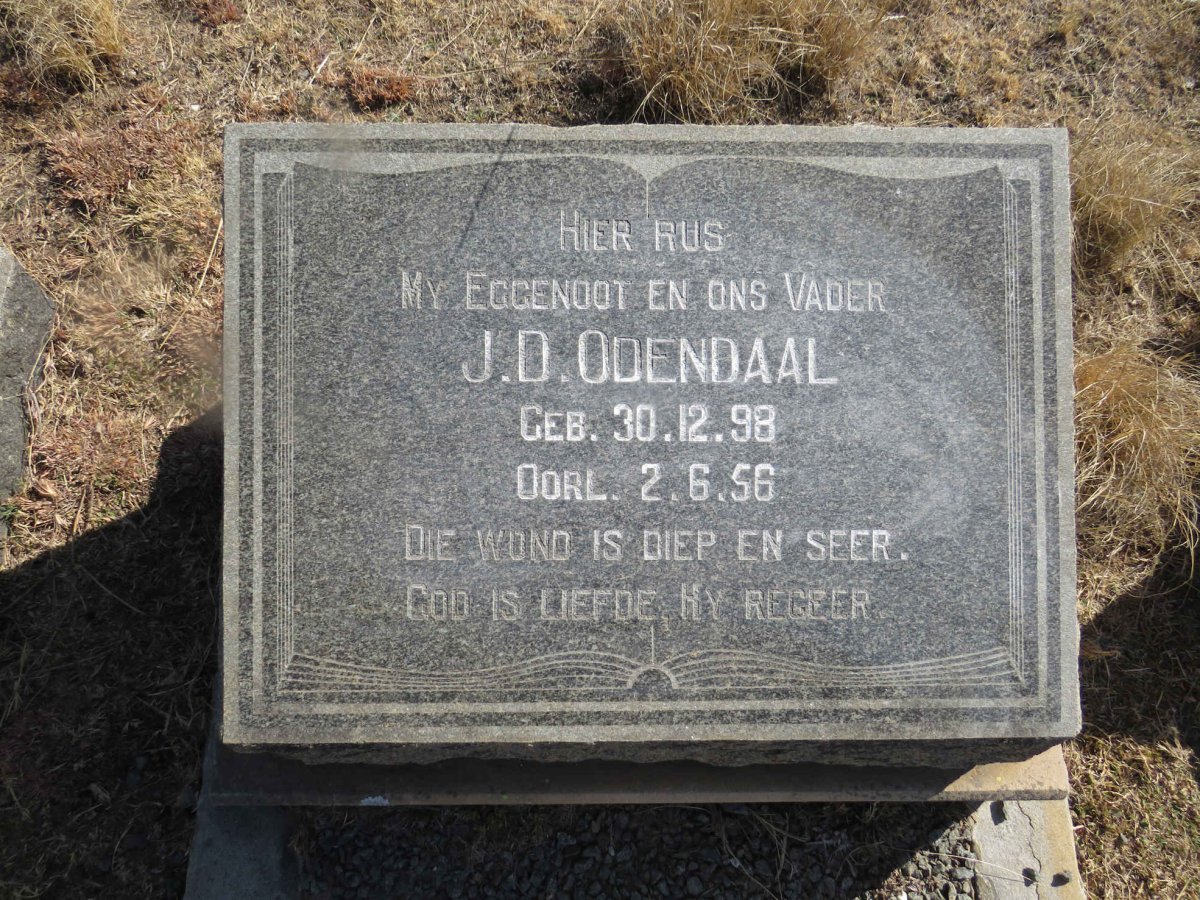 HIER RUS
MY EGGENOOT EN ONS VADER
J.D. ODENDAAL
GEB. 30.12.98
OORL. 2.6.56
DIE WOND IS DIEP EN SEER.
GOD IS LIEFDE, HY REGEER.